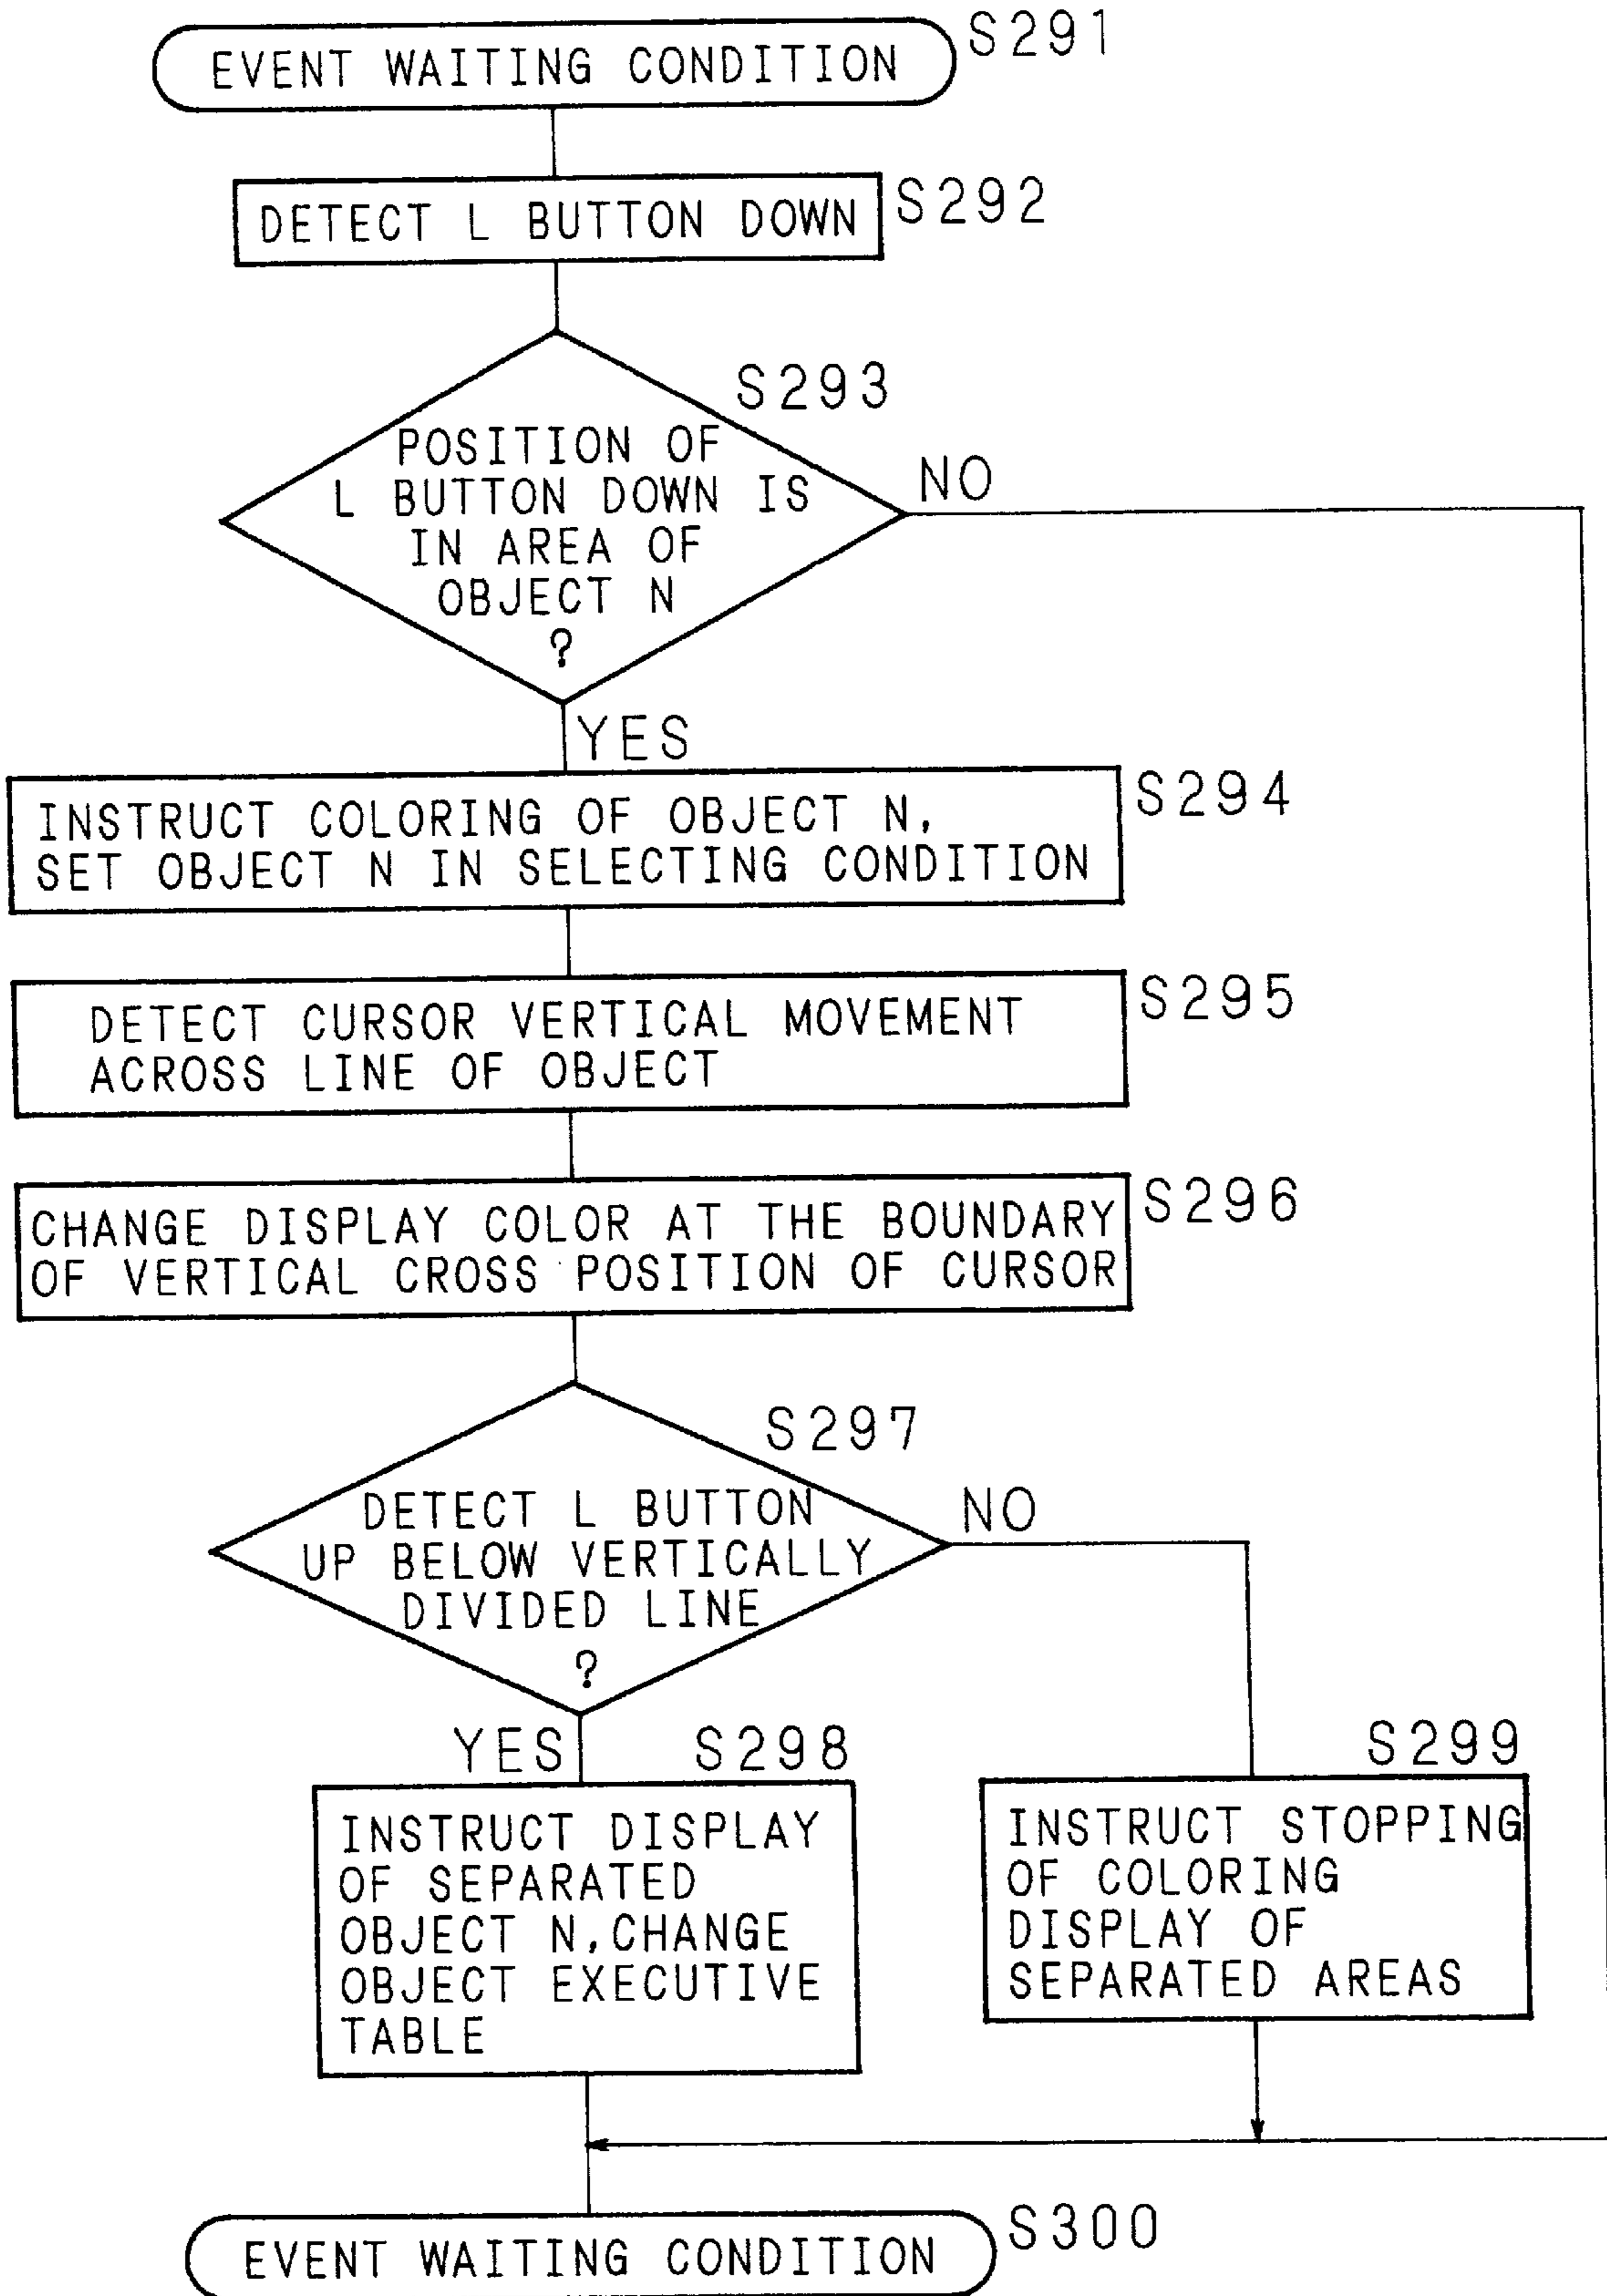 EVENT WAITING CONDITION
S291
DETECT L BUTTON DOWN
S292
S293
POSITION OF
L BUTTON DOWN IS
IN AREA OF
OBJECT N
?
NO
YES
INSTRUCT COLORING OF OBJECT N,
SET OBJECT N IN SELECTING CONDITION
S294
DETECT CURSOR VERTICAL MOVEMENT
ACROSS LINE OF OBJECT
S295
CHANGE DISPLAY COLOR AT THE BOUNDARY
OF VERTICAL CROSS POSITION OF CURSOR
S296
S297
DETECT L BUTTON
UP BELOW VERTICALLY
DIVIDED LINE
?
NO
YES
S298
INSTRUCT DISPLAY
OF SEPARATED
OBJECT N,CHANGE
OBJECT EXECUTIVE
TABLE
S299
INSTRUCT STOPPING
OF COLORING
DISPLAY OF
SEPARATED AREAS
EVENT WAITING CONDITION
S300